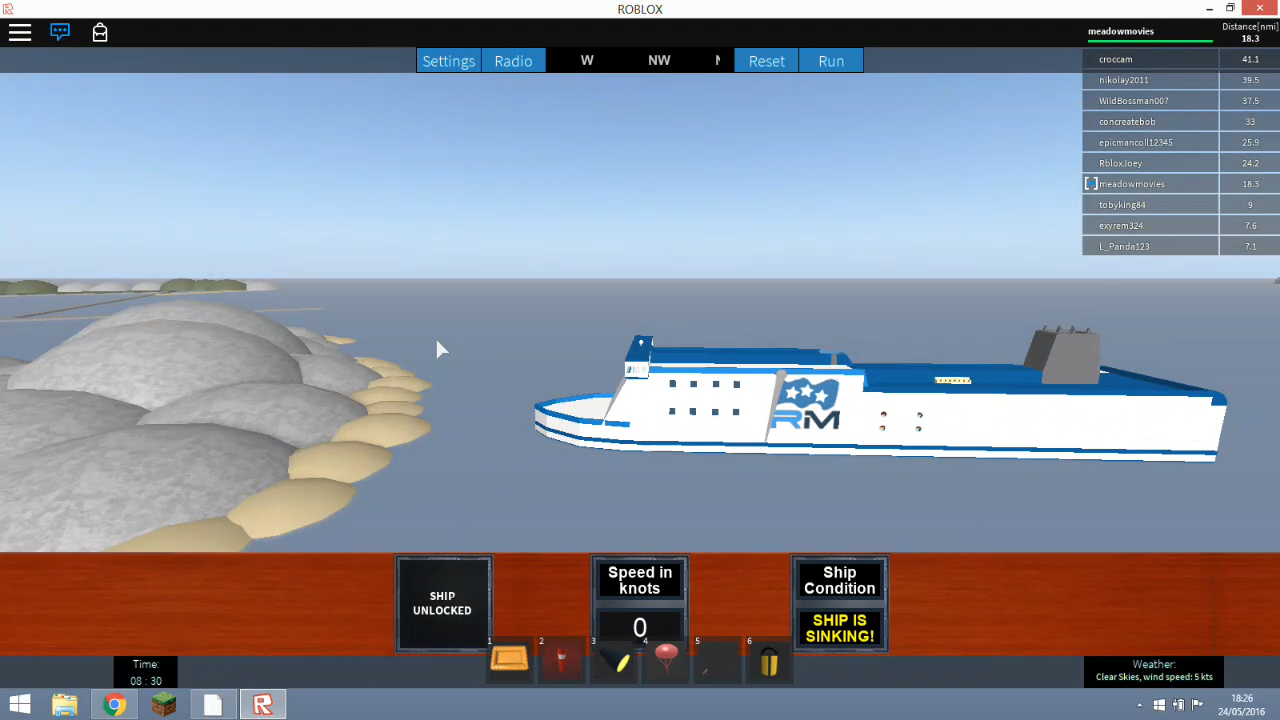 ROBLOX
meadowmovies
Distance[nmi]
18.3
Settings
Radio
W
NW
Reset
Run
croccam 41.1
nikolay2011 39.5
WildBossman007 37.5
concreatebob 33
epicmancoll12345 25.9
RbloxJoey 24.2
meadowmovies 18.3
tobyking84 9
exyrem324 7.6
L_Panda123 7.1
RM
SHIP
UNLOCKED
Speed in
knots
0
Ship
Condition
SHIP IS
SINKING!
1 2 3 4 5 6
Time:
08 : 30
Weather:
Clear Skies, wind speed: 5 kts
18:26
24/05/2016